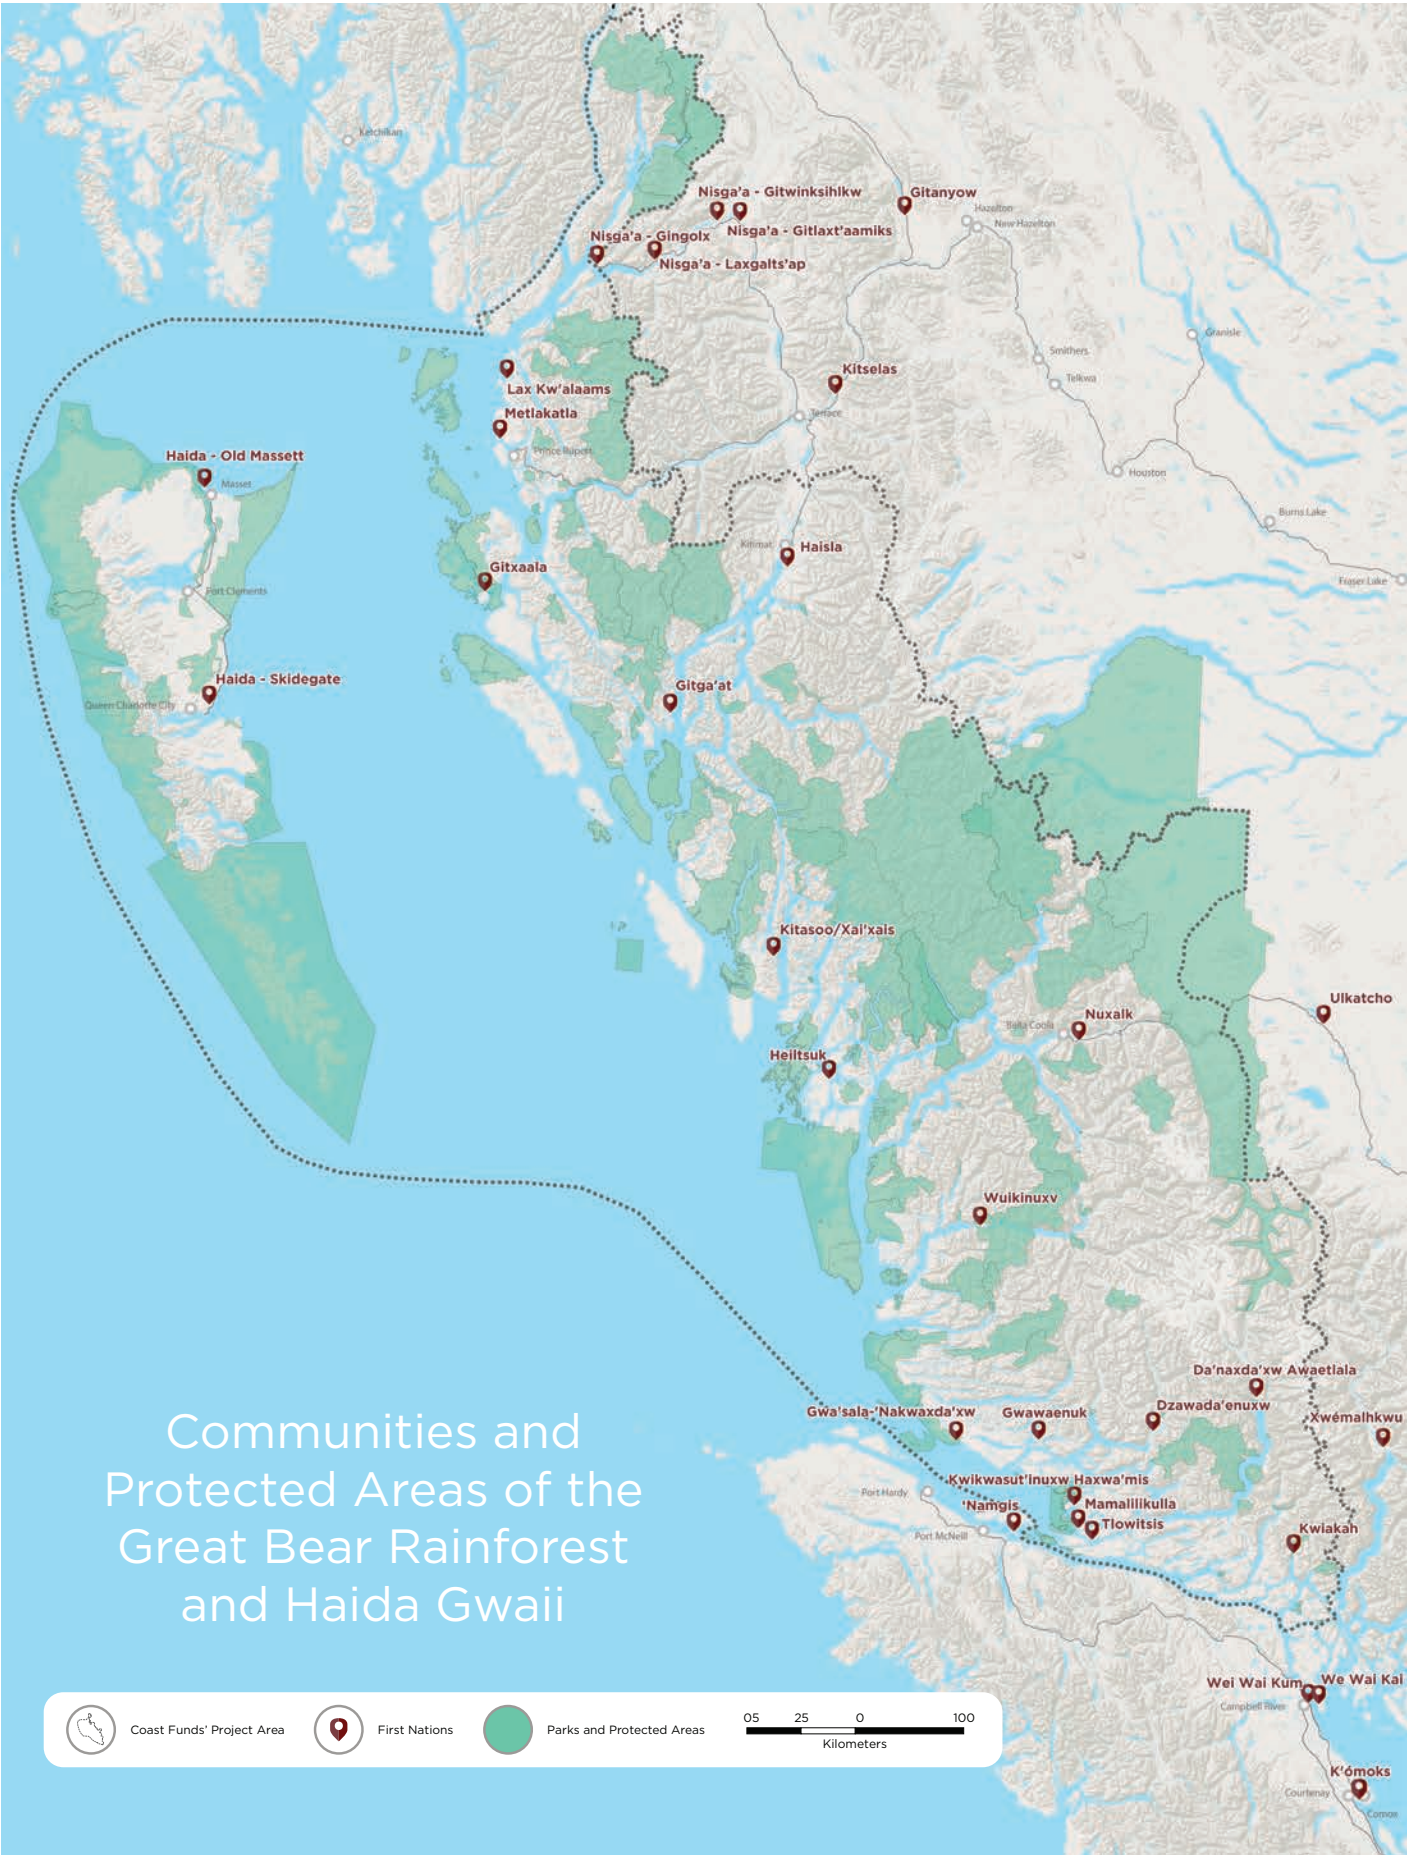 Ketchikan
Nisga'a - Gitwinksihlkw
Gitanyow
Hazelton
New Hazelton
Nisga'a - Gitlaxt'aamiks
Nisga'a - Gingolx
Nisga'a - Laxgalts'ap
Granisle
Smithers
Kitselas
Telkwa
Lax Kw'alaams
Metlakatla
Terrace
Prince Rupert
Haida - Old Massett
Masset
Houston
Burns Lake
Kitimat
Haisla
Gitxaala
Fraser Lake
Port Clements
Haida - Skidegate
Gitga'at
Queen Charlotte City
Kitasoo/Xai'xais
Ulkatcho
Nuxalk
Bella Coola
Heiltsuk
Wuikinuxv
Da'naxda'xw Awaetlala
Dzawada'enuxw
Gwa'sala-'Nakwaxda'xw
Gwawaenuk
Xwémalhkwu
Kwikwasut'inuxw Haxwa'mis
Port Hardy
'Namgis
Mamalilikulla
Tlowitsis
Port McNeill
Kwiakah
Communities and
Protected Areas of the
Great Bear Rainforest
and Haida Gwaii
Wei Wai Kum
We Wai Kai
Campbell River
K'ómoks
Courtenay
Comox
Coast Funds' Project Area
First Nations
Parks and Protected Areas
05 25 0 100
Kilometers